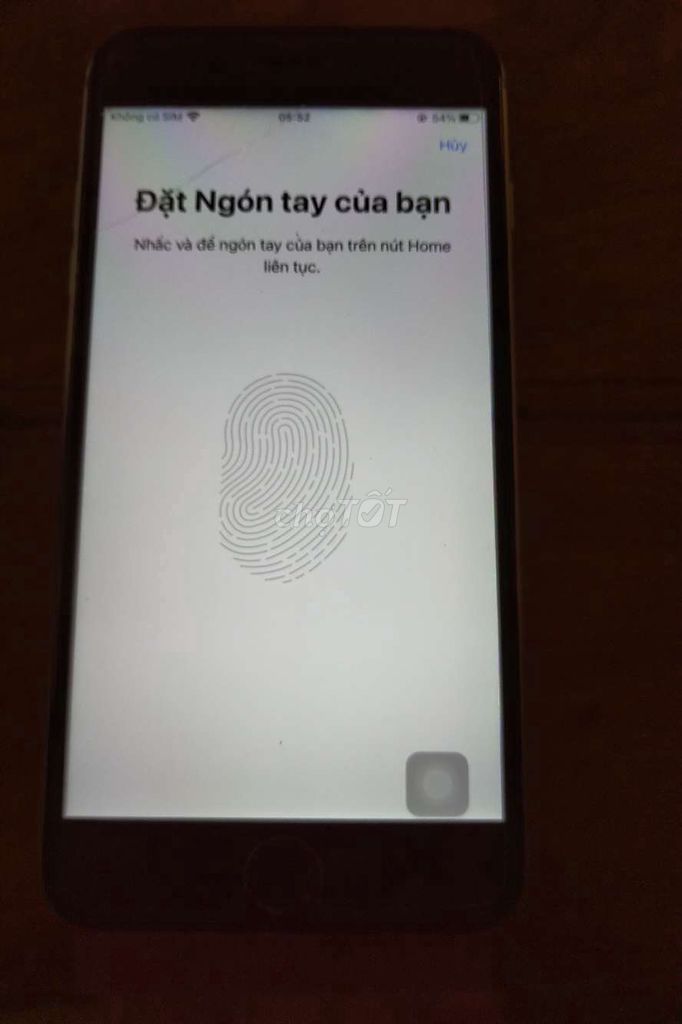 Không có SIM 05:52 54%
Hủy
Đặt Ngón tay của bạn
Nhấc và để ngón tay của bạn trên nút Home
liên tục.
chợTỐT